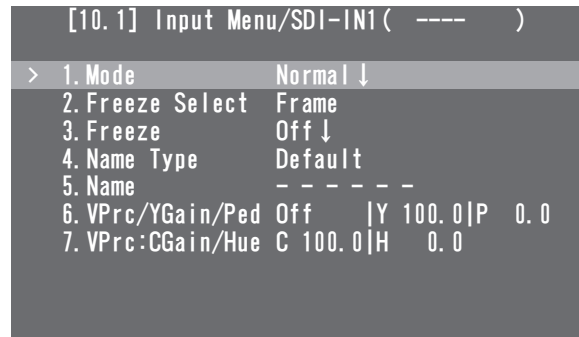 [10.1] Input Menu/SDI-IN1( ---- )
> 1.Mode Normal↓
2.Freeze Select Frame
3.Freeze Off↓
4.Name Type Default
5.Name - - - - - -
6.VPrc/YGain/Ped Off |Y 100.0|P 0.0
7.VPrc:CGain/Hue C 100.0|H 0.0